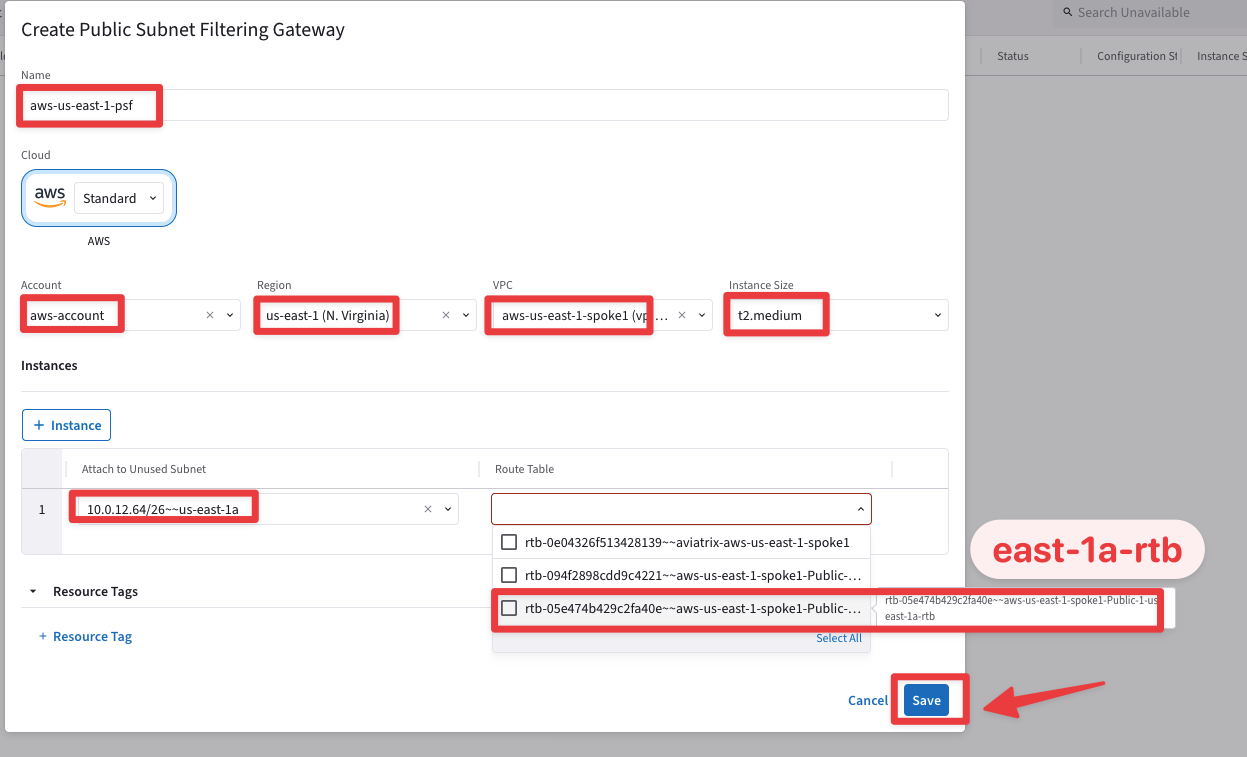 Search Unavailable
Create Public Subnet Filtering Gateway
Status
Configuration St
Instance S
Name
aws-us-east-1-psf
Cloud
aws
Standard
AWS
Account
Region
VPC
Instance Size
aws-account
us-east-1 (N. Virginia)
aws-us-east-1-spoke1 (vp…
t2.medium
Instances
+ Instance
Attach to Unused Subnet
Route Table
1
10.0.12.64/26~~us-east-1a
rtb-0e04326f513428139~~aviatrix-aws-us-east-1-spoke1
east-1a-rtb
rtb-094f2898cdd9c4221~~aws-us-east-1-spoke1-Public-…
Resource Tags
rtb-05e474b429c2fa40e~~aws-us-east-1-spoke1-Public-…
rtb-05e474b429c2fa40e~~aws-us-east-1-spoke1-Public-1-us
east-1a-rtb
+ Resource Tag
Select All
Cancel
Save